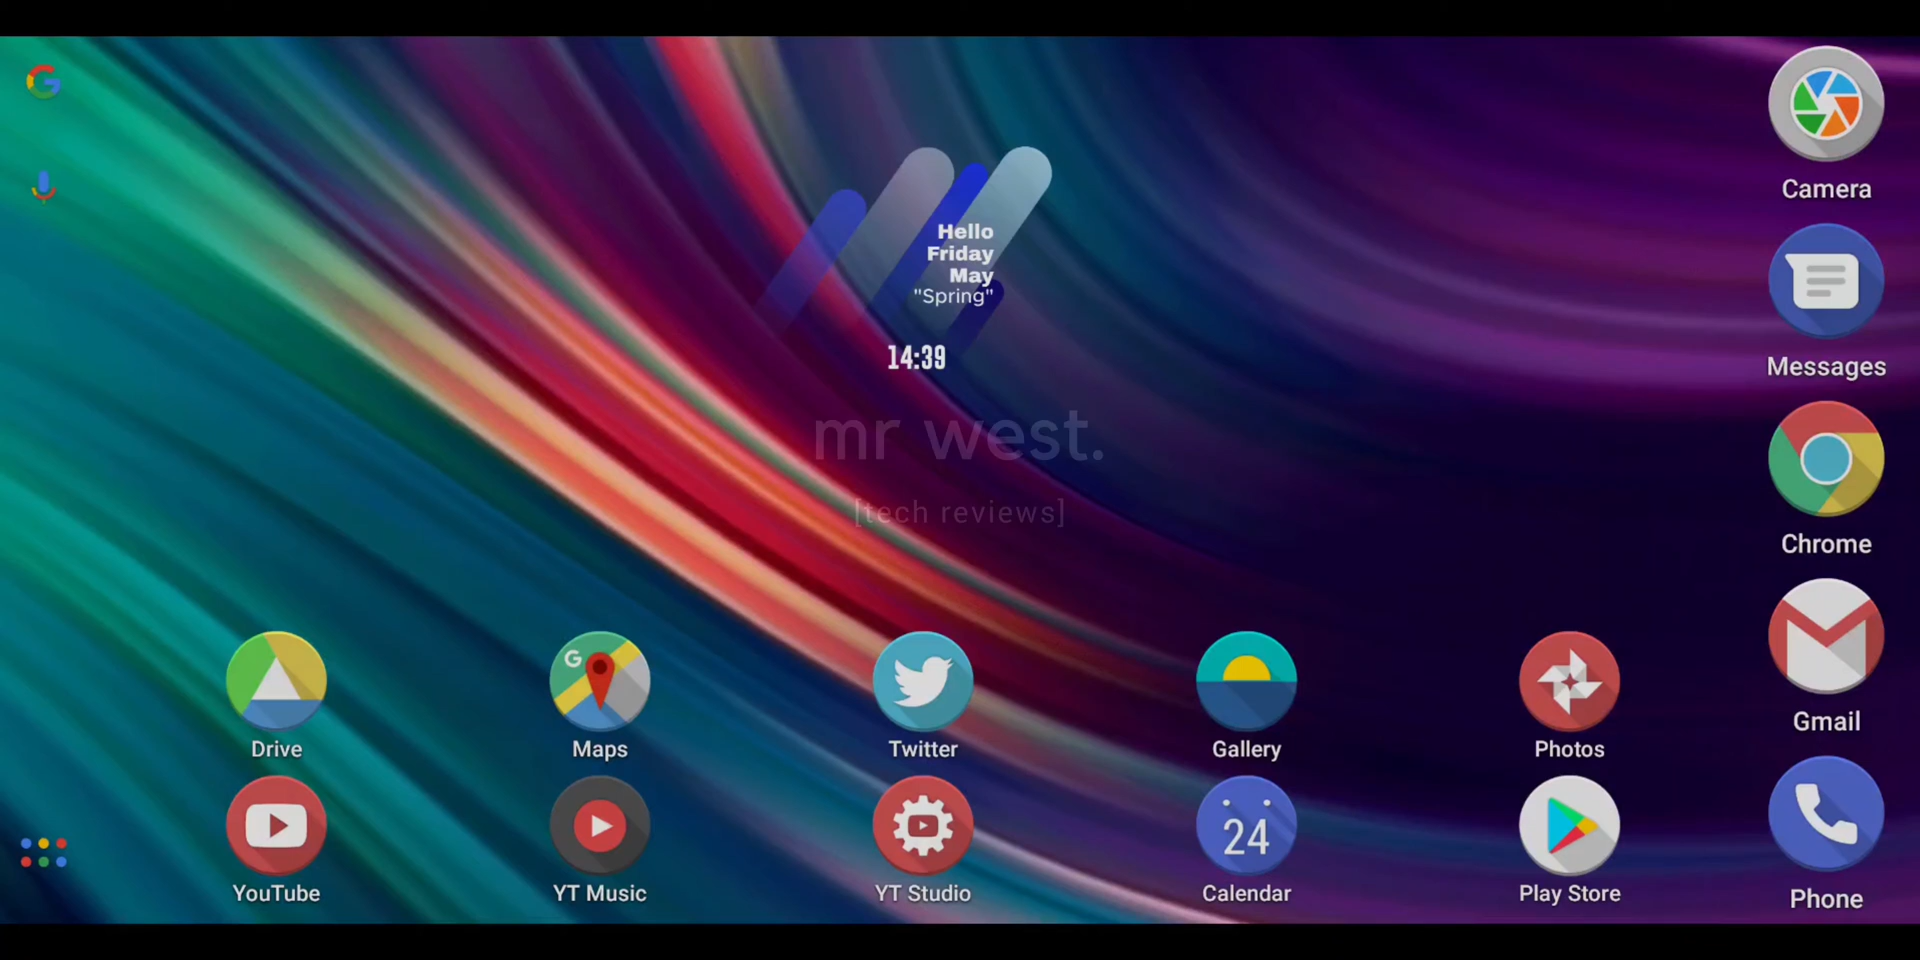 Hello
Friday
May
"Spring"
14:39
mr west.
[tech reviews]
Camera
Messages
Chrome
Gmail
Phone
G
Drive
Maps
Twitter
Gallery
Photos
24
YouTube
YT Music
YT Studio
Calendar
Play Store